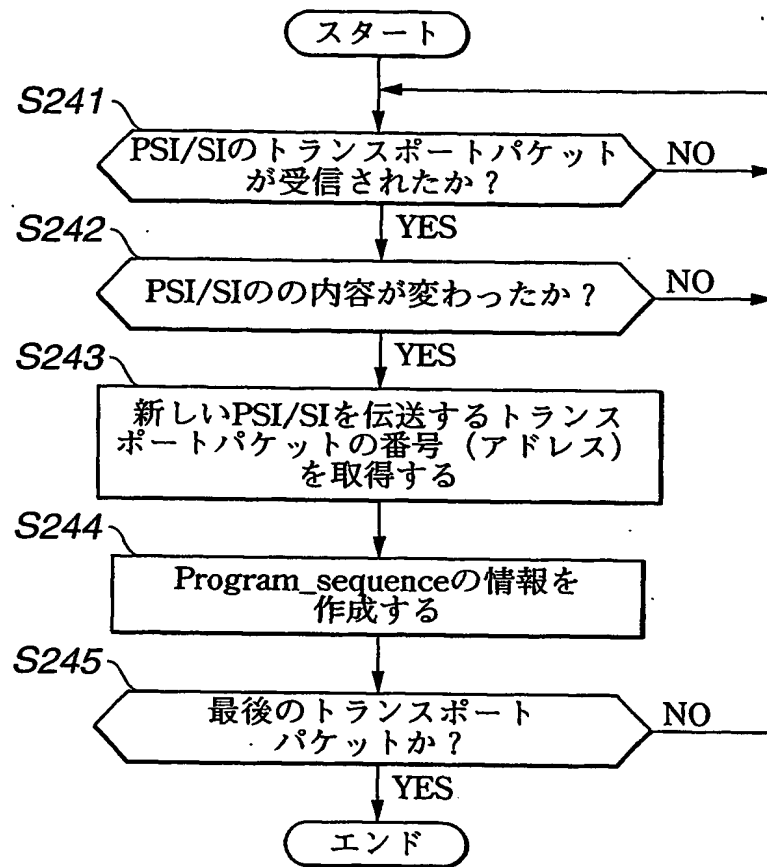 スタート
S241
PSI/SIのトランスポートパケット
が受信されたか？
NO
YES
S242
PSI/SIのの内容が変わったか？
NO
YES
S243
新しいPSI/SIを伝送するトランス
ポートパケットの番号（アドレス）
を取得する
S244
Program_sequenceの情報を
作成する
S245
最後のトランスポート
パケットか？
NO
YES
エンド